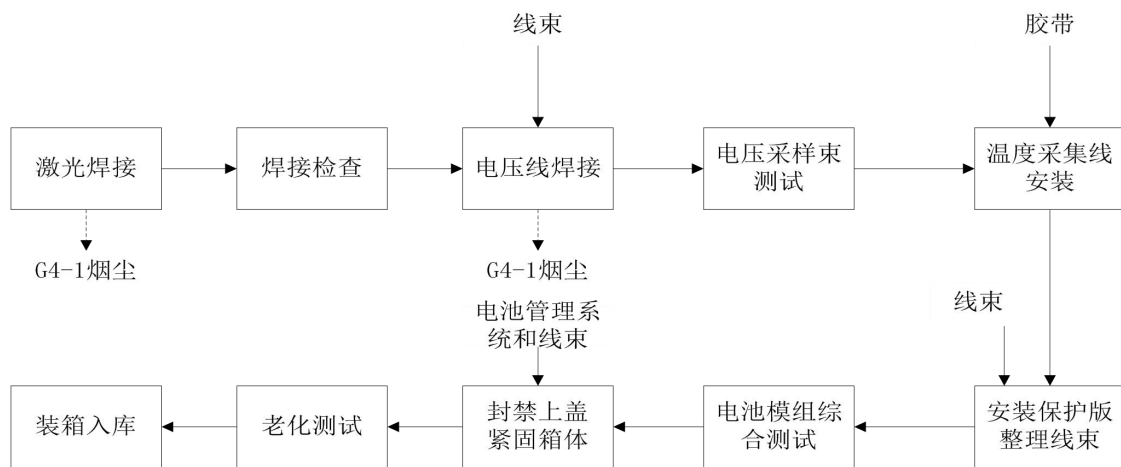 线束
胶带
激光焊接
焊接检查
电压线焊接
电压采样束
测试
温度采集线
安装
G4-1烟尘
G4-1烟尘
电池管理系
统和线束
线束
装箱入库
老化测试
封禁上盖
紧固箱体
电池模组综
合测试
安装保护版
整理线束